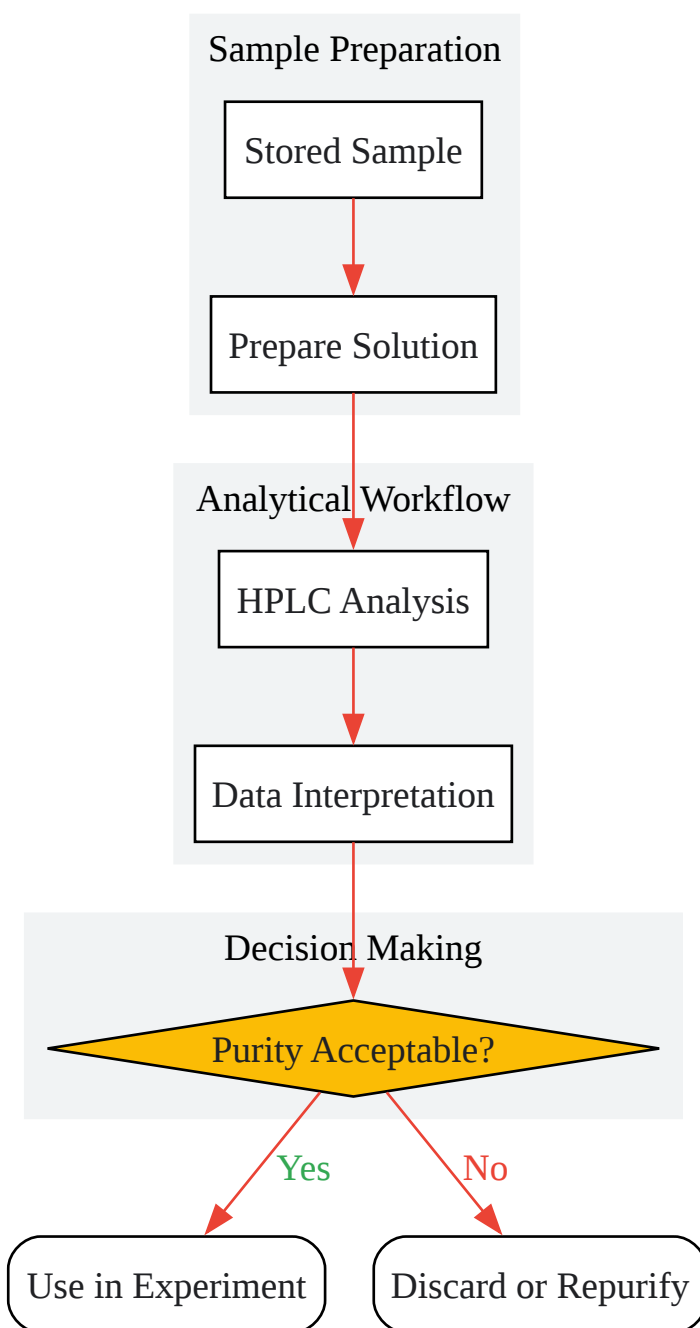 Sample Preparation
Stored Sample
Prepare Solution
Analytical Workflow
HPLC Analysis
Data Interpretation
Decision Making
Purity Acceptable?
Yes
No
Use in Experiment
Discard or Repurify